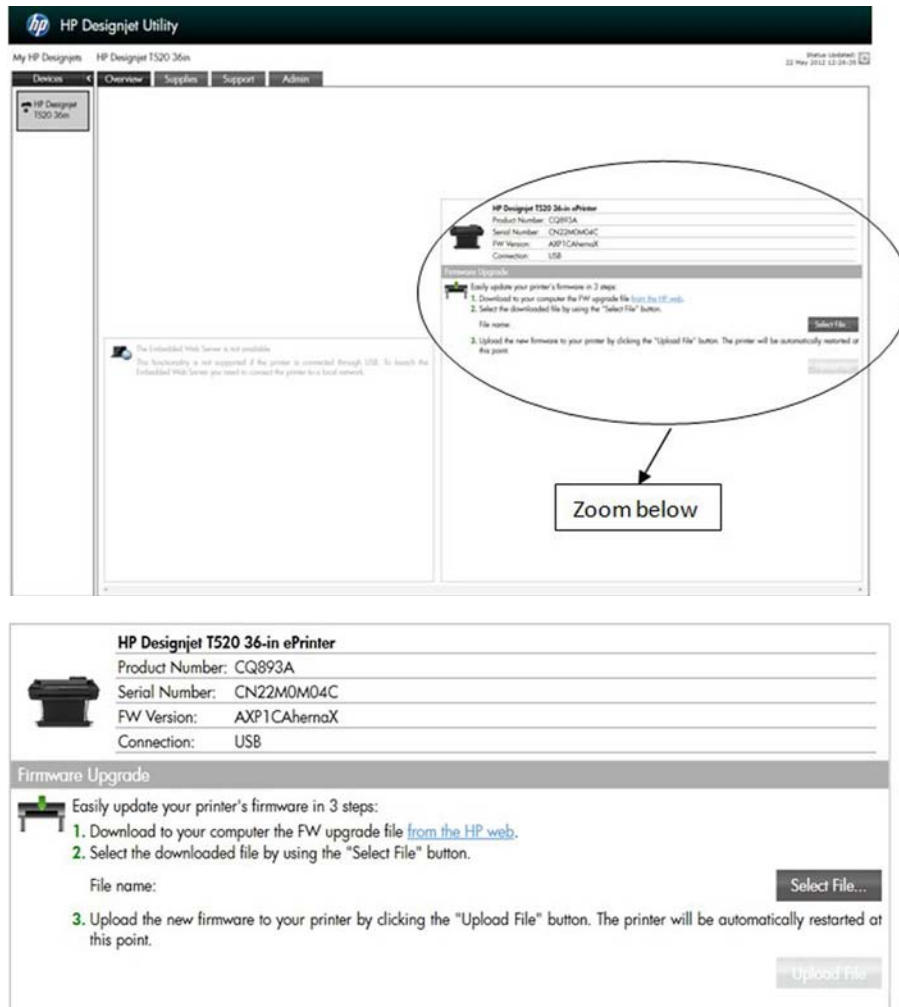 hp HP Designjet Utility
My HP Designjets HP Designjet T520 36in
Status Updated:
22 May 2012 12:26:35
Devices Overview Supplies Support Admin
HP Designjet
T520 36in
HP Designjet T520 36-in ePrinter
Product Number: CQ893A
Serial Number: CN22M0M04C
FW Version: AXP1CAhernaX
Connection: USB
Firmware Upgrade
Easily update your printer's firmware in 3 steps:
1. Download to your computer the FW upgrade file from the HP web.
2. Select the downloaded file by using the "Select File" button.
File name:
Select File...
3. Upload the new firmware to your printer by clicking the "Upload File" button. The printer will be automatically restarted at
this point.
Upload File
The Embedded Web Server is not available
This functionality is not supported if the printer is connected through USB. To launch the
Embedded Web Server you need to connect the printer to a local network.
Zoom below
HP Designjet T520 36-in ePrinter
Product Number: CQ893A
Serial Number: CN22M0M04C
FW Version: AXP1CAhernaX
Connection: USB
Firmware Upgrade
Easily update your printer's firmware in 3 steps:
1. Download to your computer the FW upgrade file from the HP web.
2. Select the downloaded file by using the "Select File" button.
File name:
Select File...
3. Upload the new firmware to your printer by clicking the "Upload File" button. The printer will be automatically restarted at
this point.
Upload File